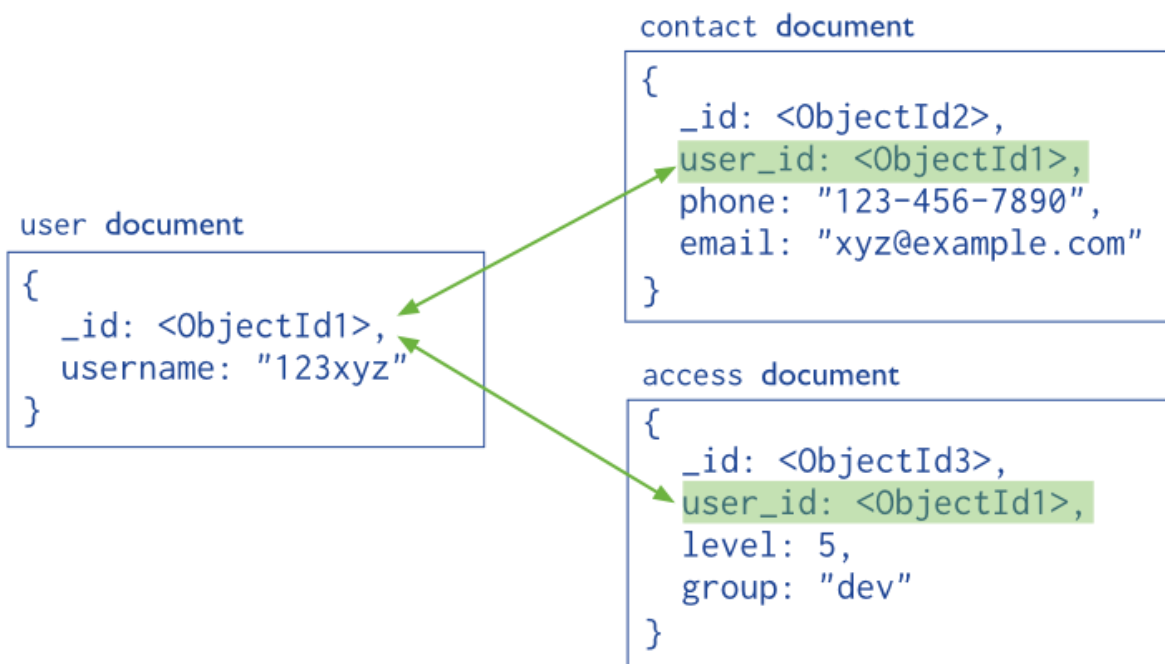 user document
{
_id: <ObjectId1>,
username: "123xyz"
}
contact document
{
_id: <ObjectId2>,
user_id: <ObjectId1>,
phone: "123-456-7890",
email: "xyz@example.com"
}
access document
{
_id: <ObjectId3>,
user_id: <ObjectId1>,
level: 5,
group: "dev"
}